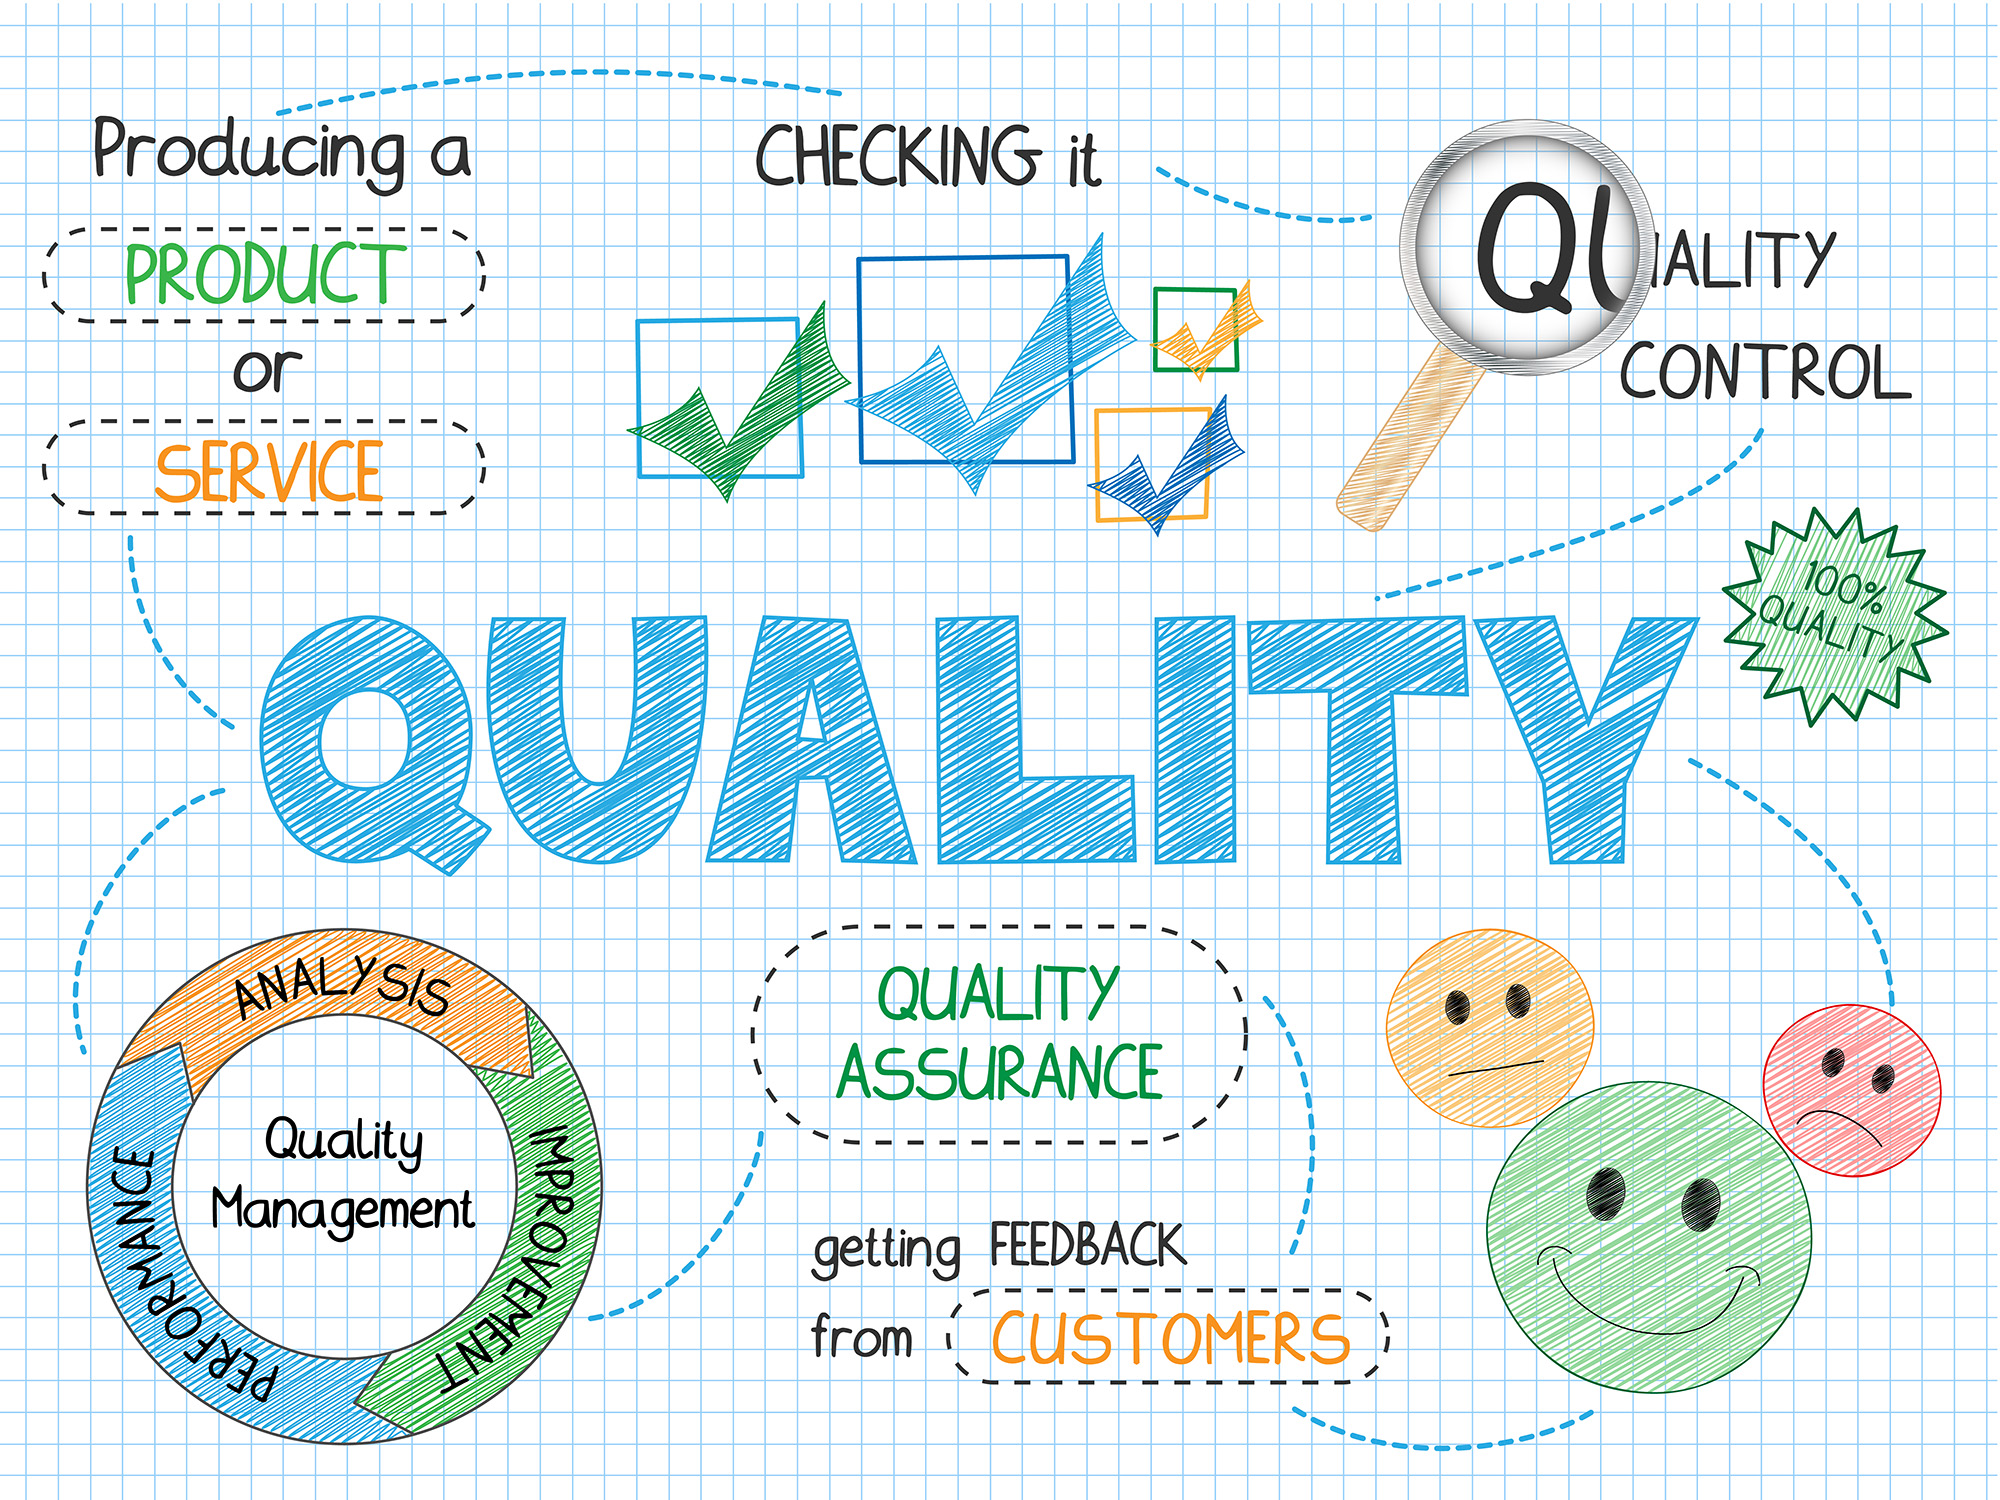 Producing a
PRODUCT
or
SERVICE
CHECKING it
QUALITY
CONTROL
100%
QUALITY
QUALITY
ANALYSIS
IMPROVEMENT
PERFORMANCE
Quality
Management
QUALITY
ASSURANCE
getting FEEDBACK
from CUSTOMERS